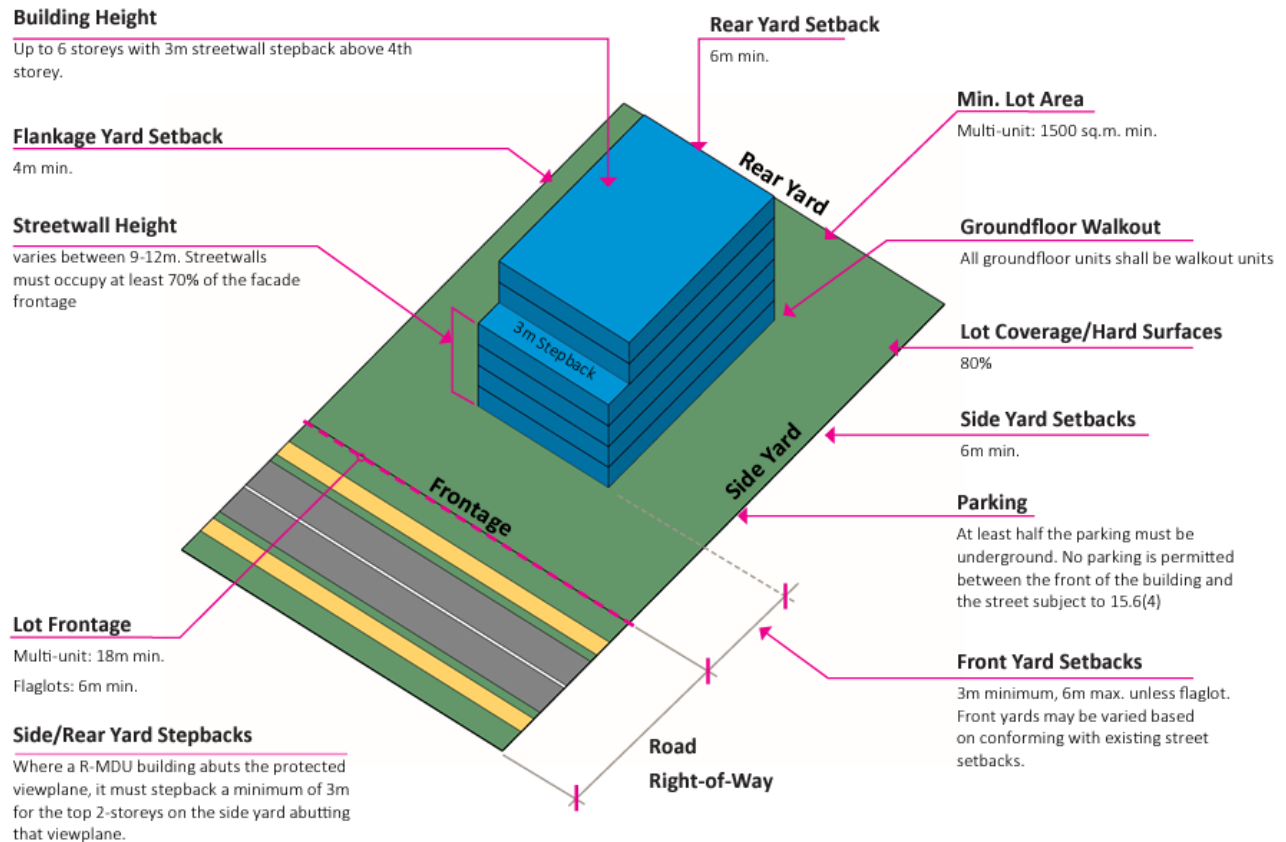 Building Height
Up to 6 storeys with 3m streetwall stepback above 4th
storey.
Flankage Yard Setback
4m min.
Streetwall Height
varies between 9-12m. Streetwalls
must occupy at least 70% of the facade
frontage
Rear Yard Setback
6m min.
Min. Lot Area
Multi-unit: 1500 sq.m. min.
Rear Yard
Groundfloor Walkout
All groundfloor units shall be walkout units
3m Stepback
Lot Coverage/Hard Surfaces
80%
Side Yard Setbacks
6m min.
Side Yard
Frontage
Parking
At least half the parking must be
underground. No parking is permitted
between the front of the building and
the street subject to 15.6(4)
Lot Frontage
Multi-unit: 18m min.
Flaglots: 6m min.
Front Yard Setbacks
3m minimum, 6m max. unless flaglot.
Front yards may be varied based
on conforming with existing street
setbacks.
Side/Rear Yard Stepbacks
Where a R-MDU building abuts the protected
viewplane, it must stepback a minimum of 3m
for the top 2-storeys on the side yard abutting
that viewplane.
Road
Right-of-Way